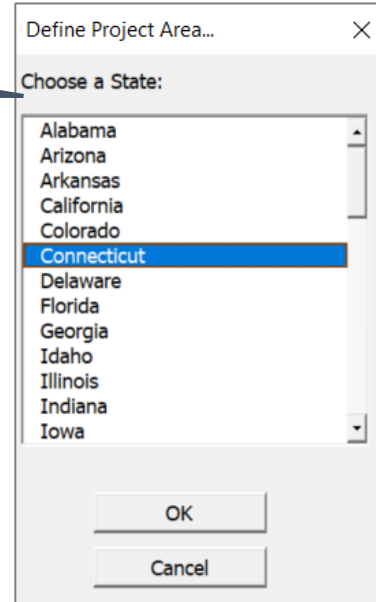 Define Project Area...
Choose a State:
Alabama
Arizona
Arkansas
California
Colorado
Connecticut
Delaware
Florida
Georgia
Idaho
Illinois
Indiana
Iowa
OK
Cancel